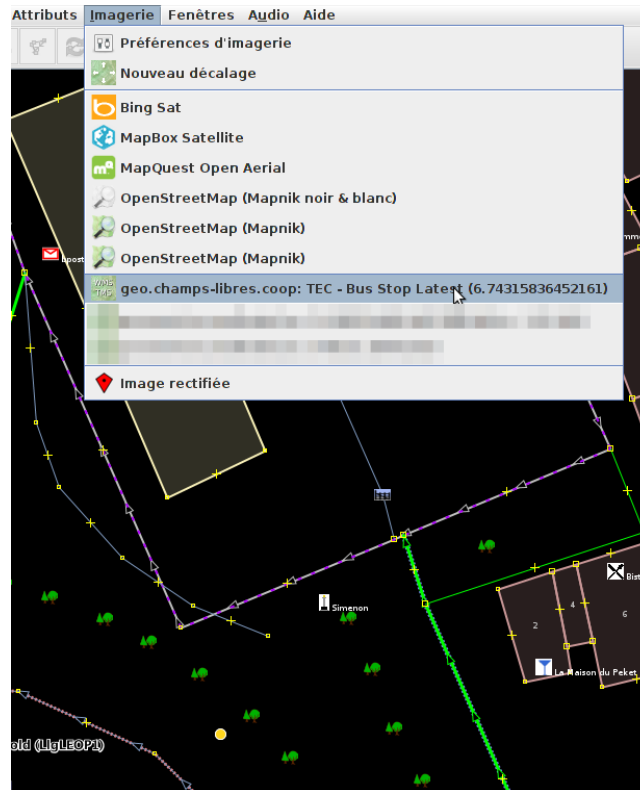 Attributs Imagerie Fenêtres Audio Aide
Préférences d'imagerie
Nouveau décalage
Bing Sat
MapBox Satellite
MapQuest Open Aerial
OpenStreetMap (Mapnik noir & blanc)
OpenStreetMap (Mapnik)
OpenStreetMap (Mapnik)
WMS
TMS
geo.champs-libres.coop: TEC - Bus Stop Latest (6.74315836452161)
Image rectifiée
Simenon
2
4
6
La Maison du Peket
old (LigLEOP1)